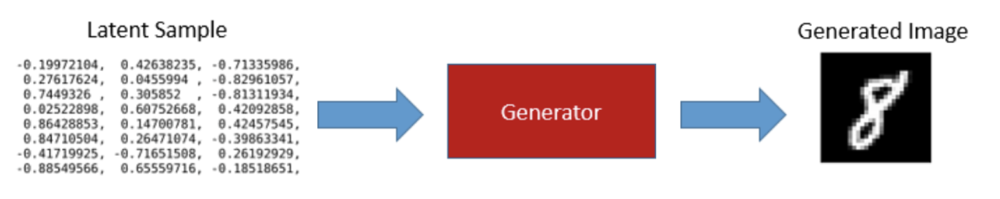 Latent Sample
-0.19972104, 0.42638235, -0.71335986,
0.27617624, 0.0455994 , -0.82961057,
0.7449326 , 0.305852 , -0.81311934,
0.02522898, 0.60752668, 0.42092858,
0.86428853, 0.14700781, 0.42457545,
0.84710504, 0.26471074, -0.39863341,
-0.41719925, -0.71651508, 0.26192929,
-0.88549566, 0.65559716, -0.18518651,
Generator
Generated Image
8